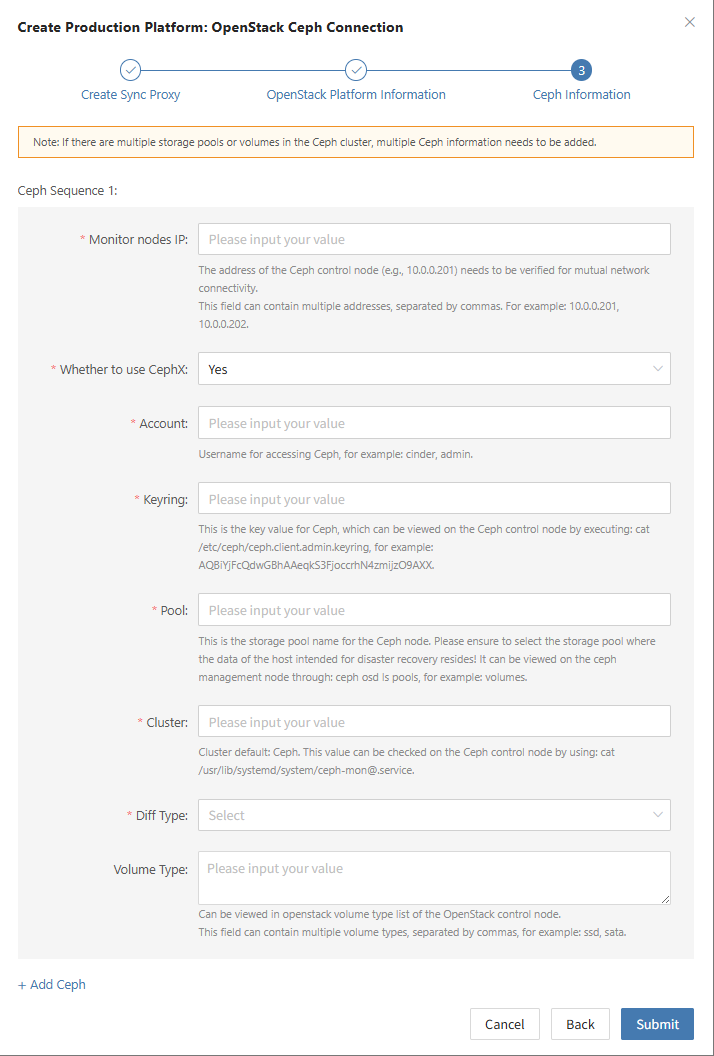 Create Production Platform: OpenStack Ceph Connection
3
Create Sync Proxy
OpenStack Platform Information
Ceph Information
Note: If there are multiple storage pools or volumes in the Ceph cluster, multiple Ceph information needs to be added.
Ceph Sequence 1:
* Monitor nodes IP: Please input your value
The address of the Ceph control node (e.g., 10.0.0.201) needs to be verified for mutual network
connectivity.
This field can contain multiple addresses, separated by commas. For example: 10.0.0.201,
10.0.0.202.
* Whether to use CephX: Yes
* Account: Please input your value
Username for accessing Ceph, for example: cinder, admin.
* Keyring: Please input your value
This is the key value for Ceph, which can be viewed on the Ceph control node by executing: cat
/etc/ceph/ceph.client.admin.keyring, for example:
AQBiYjFcQdwGBhAAeqkS3FjoccrhN4zmijzO9AXX.
* Pool: Please input your value
This is the storage pool name for the Ceph node. Please ensure to select the storage pool where
the data of the host intended for disaster recovery resides! It can be viewed on the ceph
management node through: ceph osd ls pools, for example: volumes.
* Cluster: Please input your value
Cluster default: Ceph. This value can be checked on the Ceph control node by using: cat
/usr/lib/systemd/system/ceph-mon@.service.
* Diff Type: Select
Volume Type: Please input your value
Can be viewed in openstack volume type list of the OpenStack control node.
This field can contain multiple volume types, separated by commas, for example: ssd, sata.
+ Add Ceph
Cancel
Back
Submit